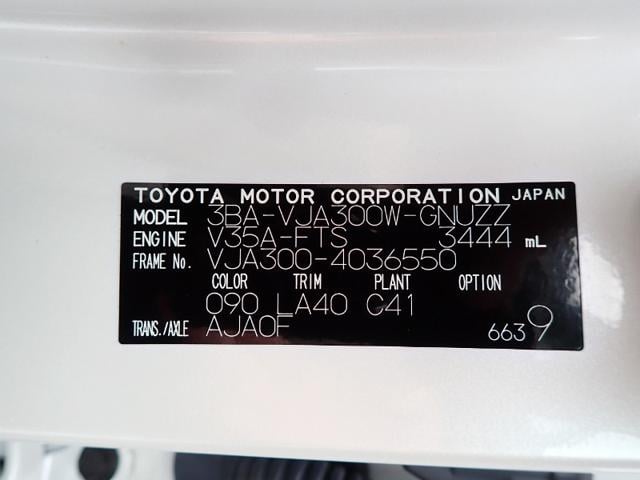 TOYOTA MOTOR CORPORATION JAPAN
MODEL 3BA-VJA300W-GNUZZ
ENGINE V35A-FTS 3444 mL
FRAME No. VJA300-4036550
COLOR TRIM PLANT OPTION
090 LA40 C41
TRANS./AXLE AJA0F
6639